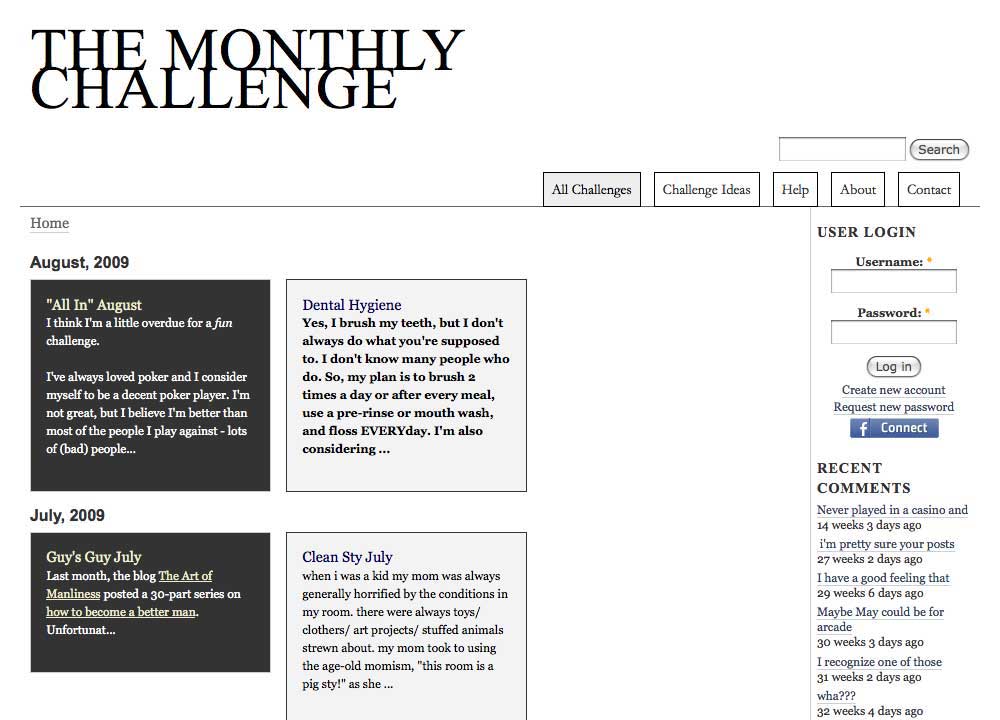 THE MONTHLY
CHALLENGE
Search
All Challenges
Challenge Ideas
Help
About
Contact
Home
August, 2009
"All In" August
I think I'm a little overdue for a fun
challenge.
I've always loved poker and I consider
myself to be a decent poker player. I'm
not great, but I believe I'm better than
most of the people I play against - lots
of (bad) people...
Dental Hygiene
Yes, I brush my teeth, but I don't
always do what you're supposed
to. I don't know many people who
do. So, my plan is to brush 2
times a day or after every meal,
use a pre-rinse or mouth wash,
and floss EVERYday. I'm also
considering ...
July, 2009
Guy's Guy July
Last month, the blog The Art of
Manliness posted a 30-part series on
how to become a better man.
Unfortunat...
Clean Sty July
when i was a kid my mom was always
generally horrified by the conditions in
my room. there were always toys/
clothers/ art projects/ stuffed animals
strewn about. my mom took to using
the age-old momism, "this room is a
pig sty!" as she ...
USER LOGIN
Username: *
Password: *
Log in
Create new account
Request new password
f Connect
RECENT
COMMENTS
Never played in a casino and
14 weeks 3 days ago
i'm pretty sure your posts
27 weeks 2 days ago
I have a good feeling that
29 weeks 6 days ago
Maybe May could be for
arcade
30 weeks 3 days ago
I recognize one of those
31 weeks 2 days ago
wha???
32 weeks 4 days ago